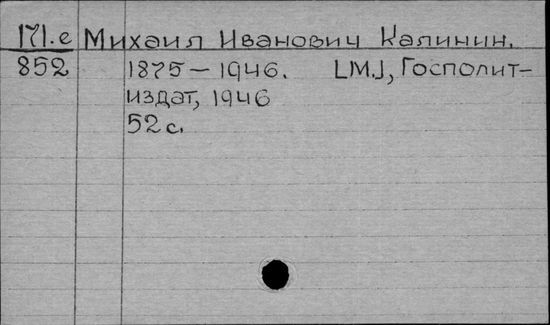 171.е Михаил Иванович Калинин.
852 1875 – 1946. [М.], Госполит-
издат, 1946
52 с.